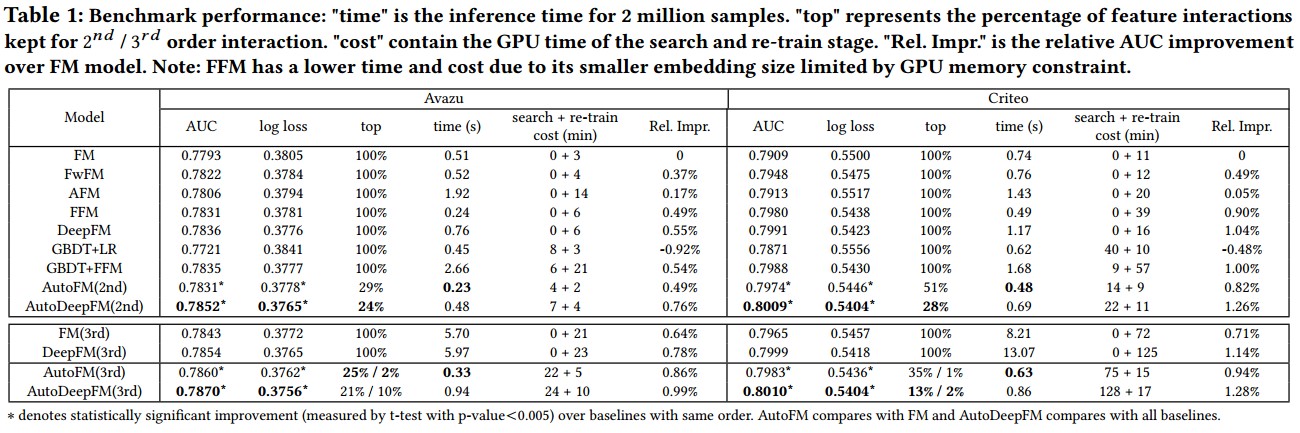 Table 1: Benchmark performance: "time" is the inference time for 2 million samples. "top" represents the percentage of feature interactions
kept for 2nd / 3rd order interaction. "cost" contain the GPU time of the search and re-train stage. "Rel. Impr." is the relative AUC improvement
over FM model. Note: FFM has a lower time and cost due to its smaller embedding size limited by GPU memory constraint.
Model Avazu Criteo
AUC log loss top time (s) search + re-train cost (min) Rel. Impr. AUC log loss top time (s) search + re-train cost (min) Rel. Impr.
FM 0.7793 0.3805 100% 0.51 0 + 3 0 0.7909 0.5500 100% 0.74 0 + 11 0
FwFM 0.7822 0.3784 100% 0.52 0 + 4 0.37% 0.7948 0.5475 100% 0.76 0 + 12 0.49%
AFM 0.7806 0.3794 100% 1.92 0 + 14 0.17% 0.7913 0.5517 100% 1.43 0 + 20 0.05%
FFM 0.7831 0.3781 100% 0.24 0 + 6 0.49% 0.7980 0.5438 100% 0.49 0 + 39 0.90%
DeepFM 0.7836 0.3776 100% 0.76 0 + 6 0.55% 0.7991 0.5423 100% 1.17 0 + 16 1.04%
GBDT+LR 0.7721 0.3841 100% 0.45 8 + 3 -0.92% 0.7871 0.5556 100% 0.62 40 + 10 -0.48%
GBDT+FFM 0.7835 0.3777 100% 2.66 6 + 21 0.54% 0.7988 0.5430 100% 1.68 9 + 57 1.00%
AutoFM(2nd) 0.7831* 0.3778* 29% 0.23 4 + 2 0.49% 0.7974* 0.5446* 51% 0.48 14 + 9 0.82%
AutoDeepFM(2nd) 0.7852* 0.3765* 24% 0.48 7 + 4 0.76% 0.8009* 0.5404* 28% 0.69 22 + 11 1.26%
FM(3rd) 0.7843 0.3772 100% 5.70 0 + 21 0.64% 0.7965 0.5457 100% 8.21 0 + 72 0.71%
DeepFM(3rd) 0.7854 0.3765 100% 5.97 0 + 23 0.78% 0.7999 0.5418 100% 13.07 0 + 125 1.14%
AutoFM(3rd) 0.7860* 0.3762* 25% / 2% 0.33 22 + 5 0.86% 0.7983* 0.5436* 35% / 1% 0.63 75 + 15 0.94%
AutoDeepFM(3rd) 0.7870* 0.3756* 21% / 10% 0.94 24 + 10 0.99% 0.8010* 0.5404* 13% / 2% 0.86 128 + 17 1.28%
* denotes statistically significant improvement (measured by t-test with p-value<0.005) over baselines with same order. AutoFM compares with FM and AutoDeepFM compares with all baselines.